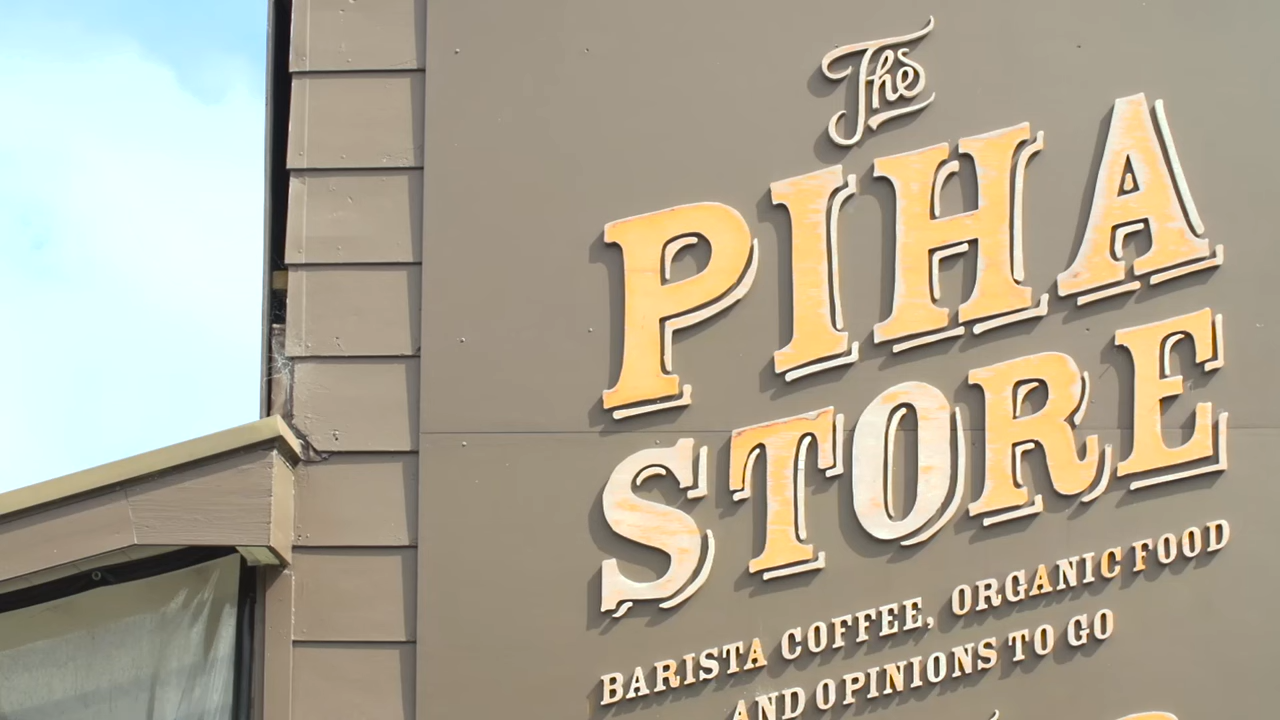 The
PIHA
STORE
BARISTA COFFEE, ORGANIC FOOD
AND OPINIONS TO GO